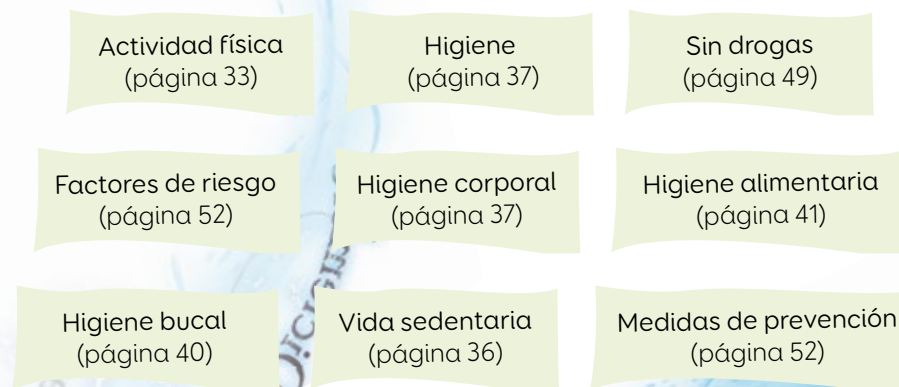 Actividad física
(página 33)
Higiene
(página 37)
Sin drogas
(página 49)
Factores de riesgo
(página 52)
Higiene corporal
(página 37)
Higiene alimentaria
(página 41)
Higiene bucal
(página 40)
Vida sedentaria
(página 36)
Medidas de prevención
(página 52)